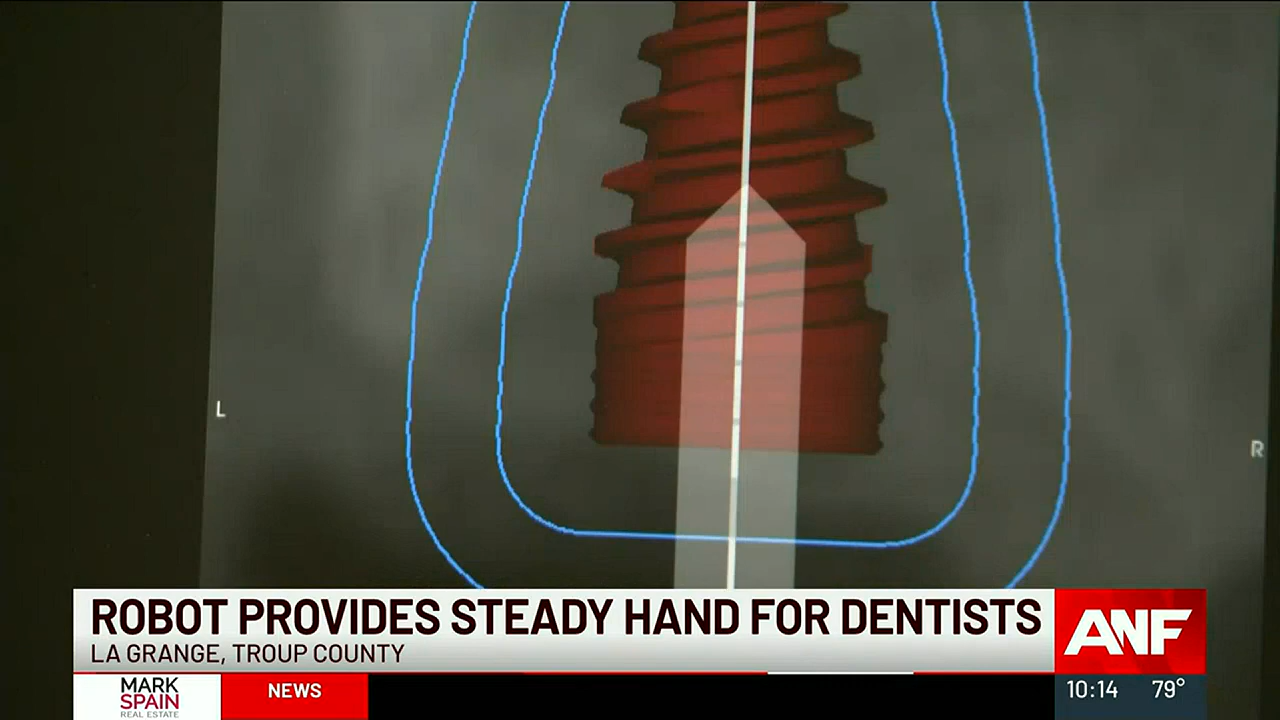 L
R
ROBOT PROVIDES STEADY HAND FOR DENTISTS
LA GRANGE, TROUP COUNTY
ANF
MARK
SPAIN
REAL ESTATE
NEWS
10:14 79°